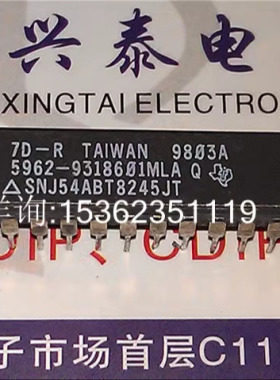 兴泰电
XINGTAI ELECTRO
7D-R TAIWAN 9803A
5962-9318601MLA Q
△SNJ54ABT8245JT
询:15362351119
子市场首层C11